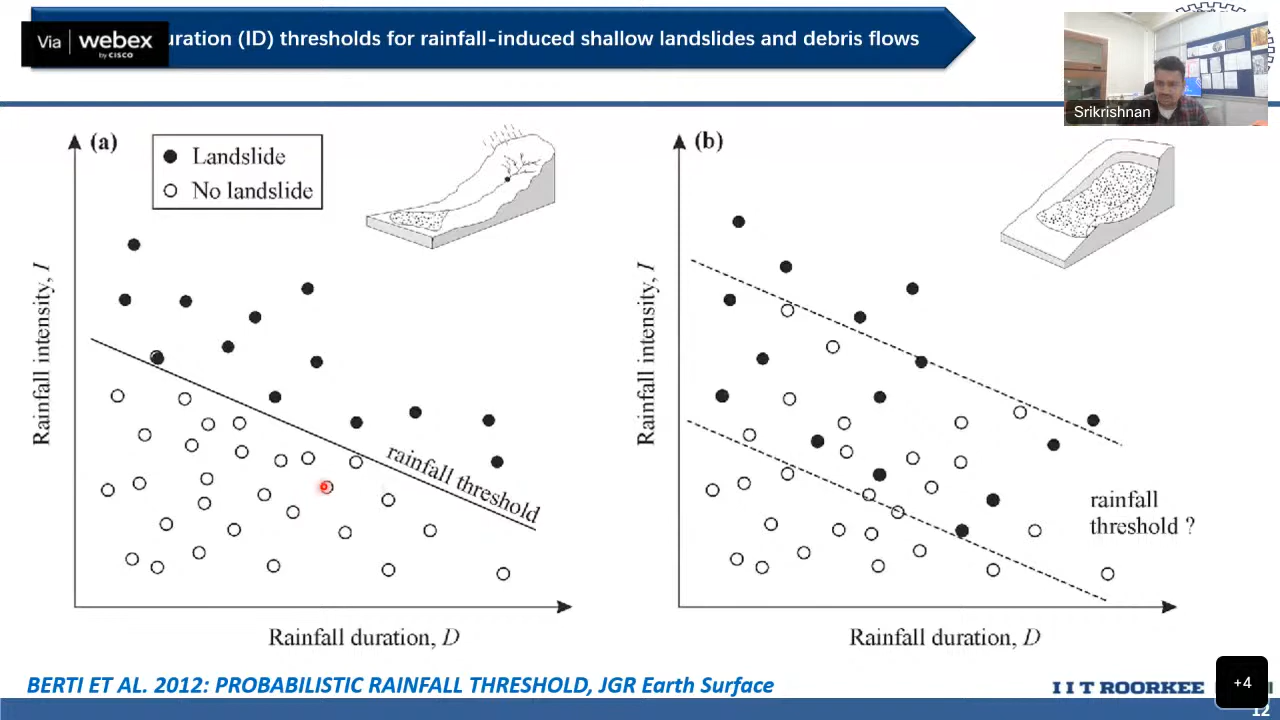 Via webex
by CISCO
uration (ID) thresholds for rainfall-induced shallow landslides and debris flows
Srikrishnan
(a)
Landslide
No landslide
Rainfall intensity, I
rainfall threshold
Rainfall duration, D
(b)
Rainfall intensity, I
rainfall
threshold ?
Rainfall duration, D
BERTI ET AL. 2012: PROBABILISTIC RAINFALL THRESHOLD, JGR Earth Surface
IIT ROORKEE
+4
12